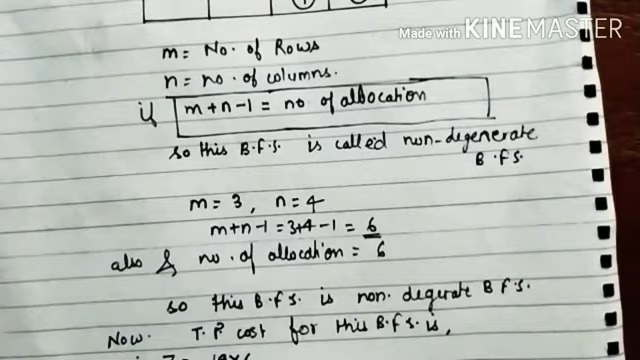 Made with KINEMASTER
m = No. of Rows
n = no. of columns.
if m+n-1 = no of allocation
so this B.F.S. is called non-degenerate
B.F.S.
m = 3, n = 4
m+n-1 = 3+4-1 = 6
also & no. of allocation = 6
so this B.F.S. is non. degerate B F S.
Now. T.P. cost for this B.F.S. is,